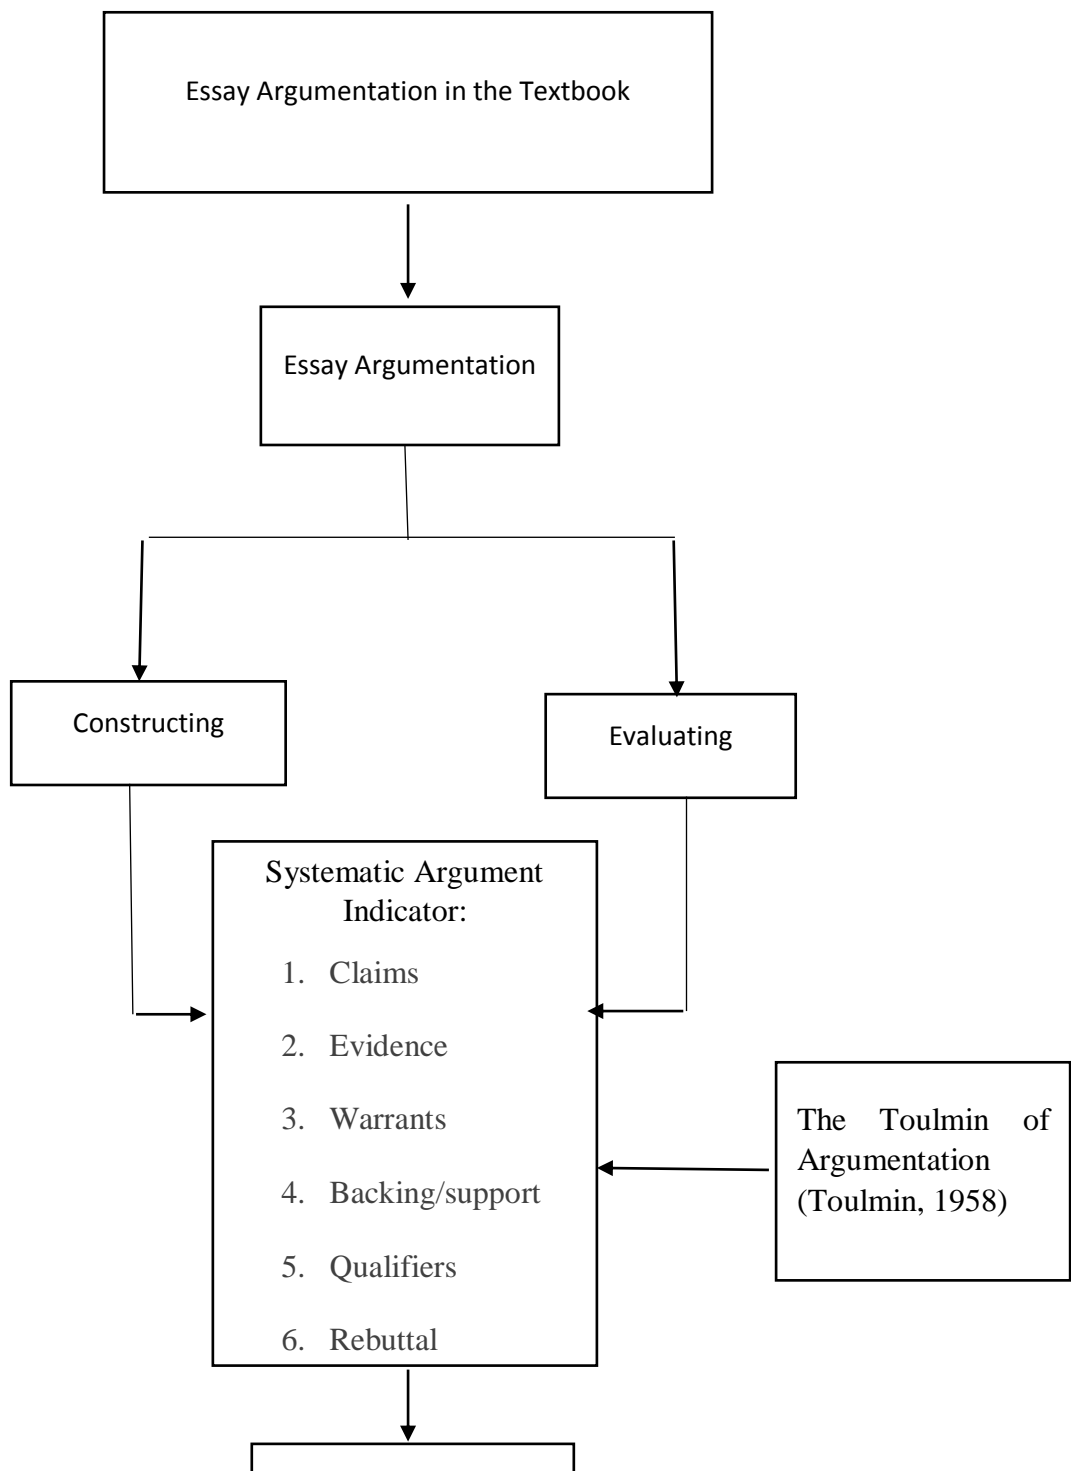 Essay Argumentation in the Textbook
Essay Argumentation
Constructing
Evaluating
Systematic Argument
Indicator:
1. Claims
2. Evidence
3. Warrants
4. Backing/support
5. Qualifiers
6. Rebuttal
The Toulmin of
Argumentation
(Toulmin, 1958)